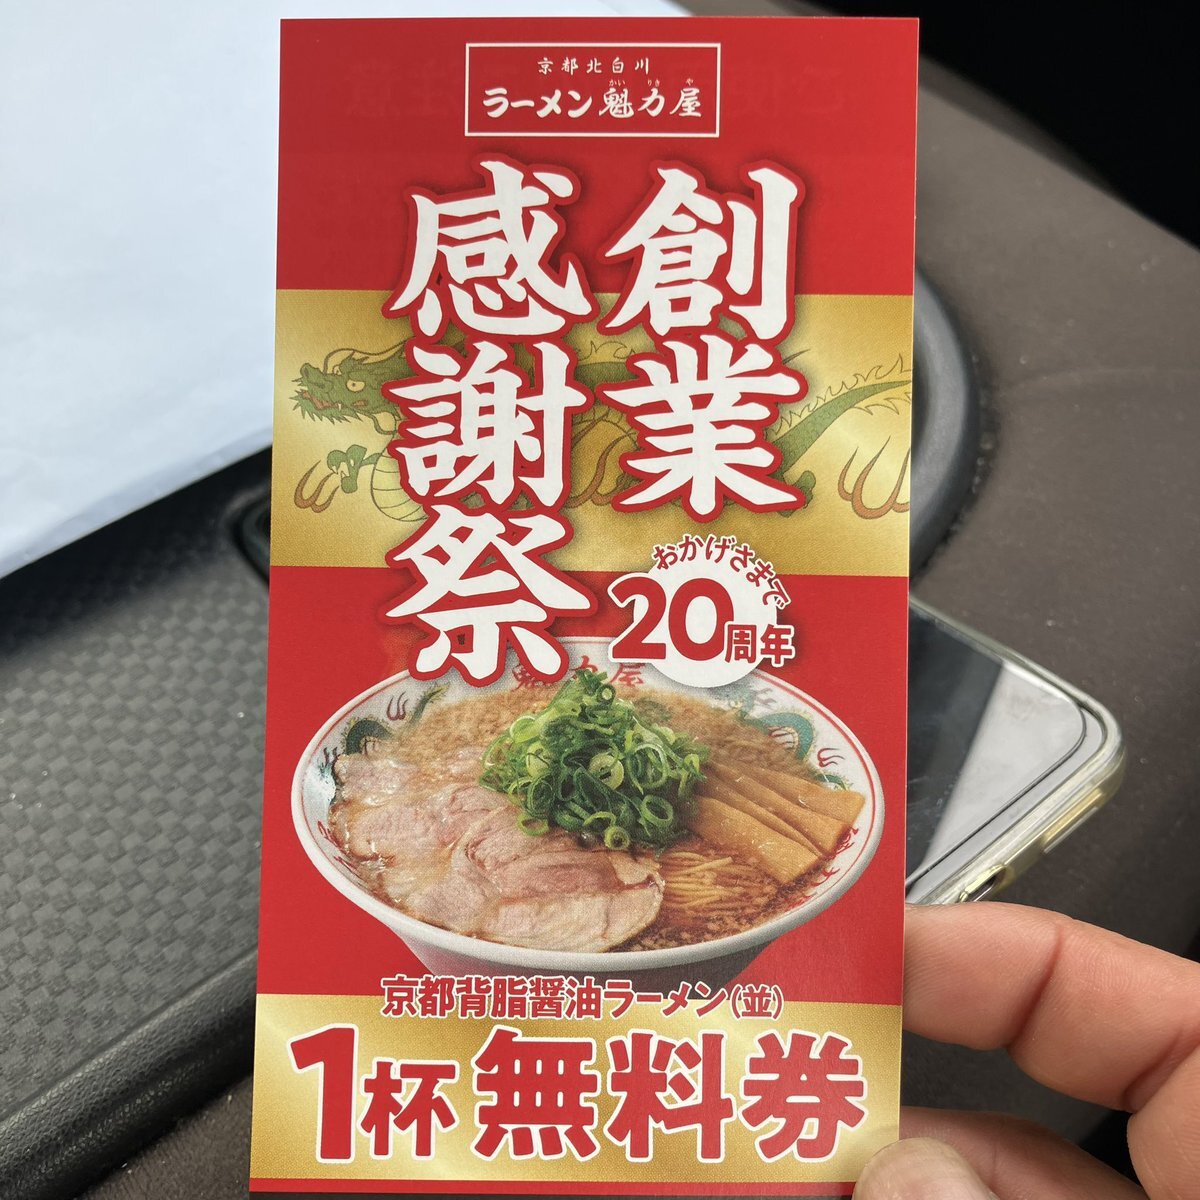 京都北白川
かいりきや
ラーメン魁力屋
創業
感謝祭
おかげさまで
20周年
京都背脂醤油ラーメン(並)
1杯無料券